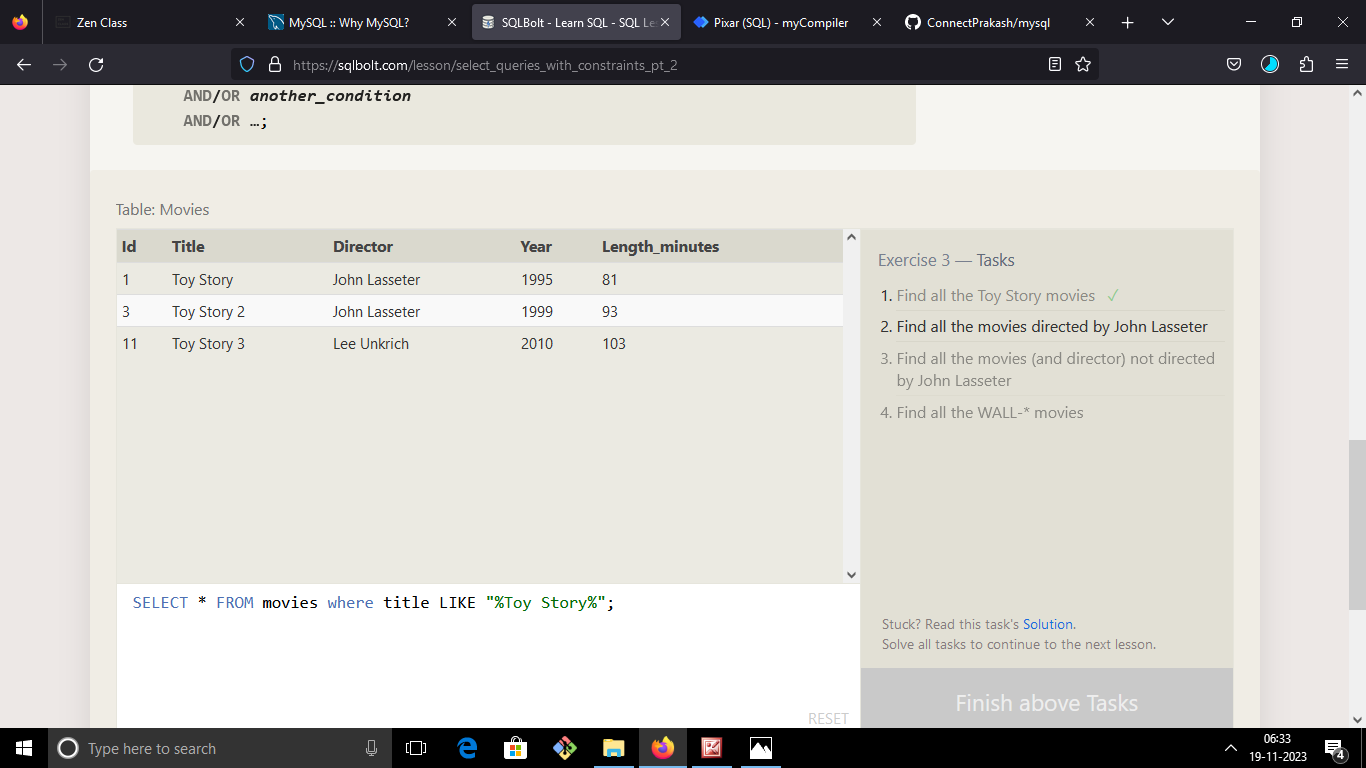 Zen Class
MySQL :: Why MySQL?
SQLBolt - Learn SQL - SQL Le
Pixar (SQL) - myCompiler
ConnectPrakash/mysql
https://sqlbolt.com/lesson/select_queries_with_constraints_pt_2
AND/OR another_condition
AND/OR …;
Table: Movies
Id Title Director Year Length_minutes
1 Toy Story John Lasseter 1995 81
3 Toy Story 2 John Lasseter 1999 93
11 Toy Story 3 Lee Unkrich 2010 103
SELECT * FROM movies where title LIKE "%Toy Story%";
RESET
Exercise 3 — Tasks
1. Find all the Toy Story movies ✓
2. Find all the movies directed by John Lasseter
3. Find all the movies (and director) not directed
by John Lasseter
4. Find all the WALL-* movies
Stuck? Read this task's Solution.
Solve all tasks to continue to the next lesson.
Finish above Tasks
Type here to search
06:33
19-11-2023
4